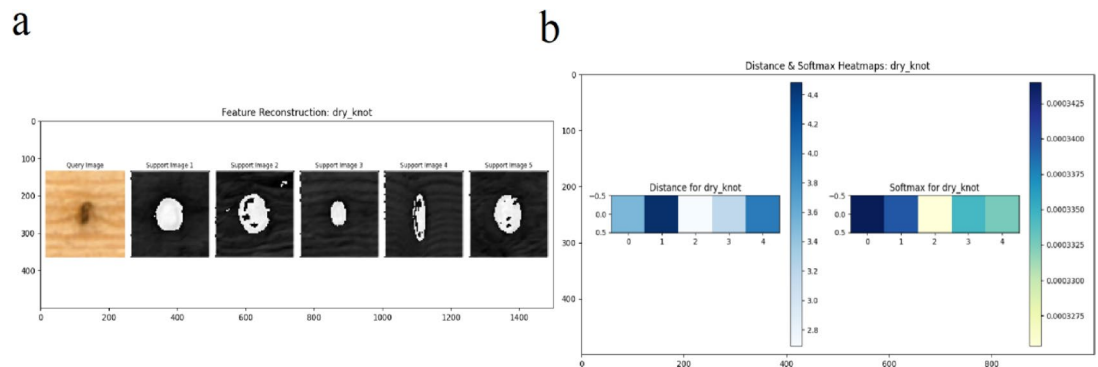 a
Feature Reconstruction: dry_knot
0
100
200
300
400
Query Image
Support Image 1
Support Image 2
Support Image 3
Support Image 4
Support Image 5
0 200 400 600 800 1000 1200 1400
b
Distance & Softmax Heatmaps: dry_knot
0
100
200
300
400
Distance for dry_knot
−0.5
0.0
0.5
0 1 2 3 4
4.4
4.2
4.0
3.8
3.6
3.4
3.2
3.0
2.8
Softmax for dry_knot
−0.5
0.0
0.5
0 1 2 3 4
0.0003425
0.0003400
0.0003375
0.0003350
0.0003325
0.0003300
0.0003275
0 200 400 600 800